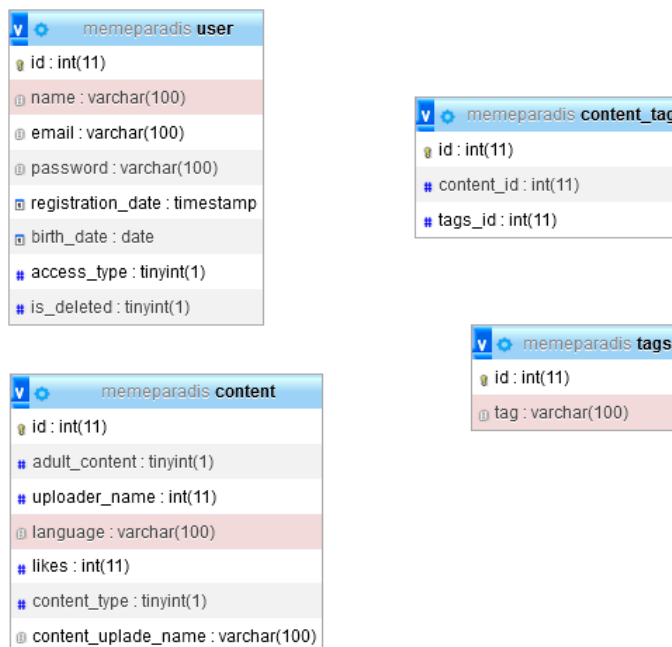 v memeparadis user
id : int(11)
name : varchar(100)
email : varchar(100)
password : varchar(100)
registration_date : timestamp
birth_date : date
# access_type : tinyint(1)
# is_deleted : tinyint(1)
v memeparadis content_tag
id : int(11)
# content_id : int(11)
# tags_id : int(11)
v memeparadis tags
id : int(11)
tag : varchar(100)
v memeparadis content
id : int(11)
# adult_content : tinyint(1)
# uploader_name : int(11)
language : varchar(100)
# likes : int(11)
# content_type : tinyint(1)
content_uplade_name : varchar(100)